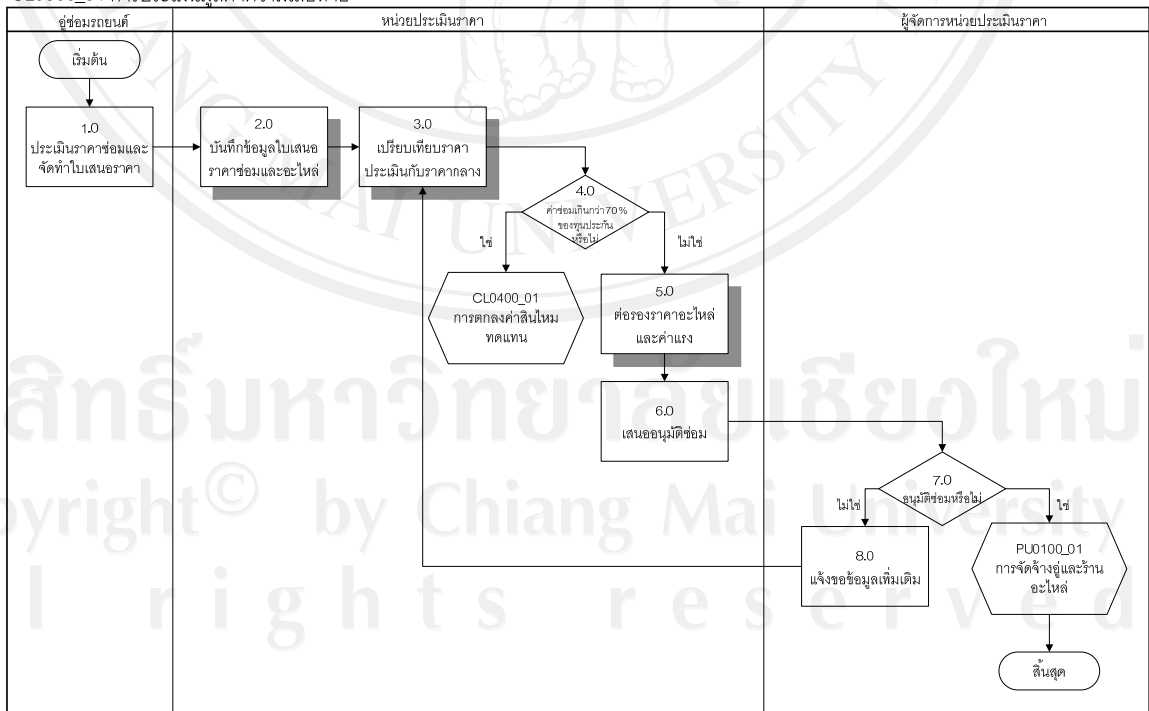 อู่ซ่อมรถยนต์
หน่วยประเมินราคา
ผู้จัดการหน่วยประเมินราคา
เริ่มต้น
1.0
ประเมินราคาซ่อมและ
จัดทำใบเสนอราคา
2.0
บันทึกข้อมูลใบเสนอ
ราคาซ่อมและอะไหล่
3.0
เปรียบเทียบราคา
ประเมินกับราคากลาง
4.0
ค่าซ่อมเกินกว่า70%
ของทุนประกัน
หรือไม่
ใช่
ไม่ใช่
CL0400_01
การตกลงค่าสินไหม
ทดแทน
5.0
ต่อรองราคาอะไหล่
และค่าแรง
6.0
เสนออนุมัติซ่อม
7.0
อนุมัติซ่อมหรือไม่
ไม่ใช่
ใช่
8.0
แจ้งขอข้อมูลเพิ่มเติม
PU0100_01
การจัดจ้างอู่และร้าน
อะไหล่
สิ้นสุด
ANG MAI UNIVERSITY
สิทธิ์มหาวิทยาลัยเชียงใหม่
pyright© by Chiang Mai University
l rights reserved